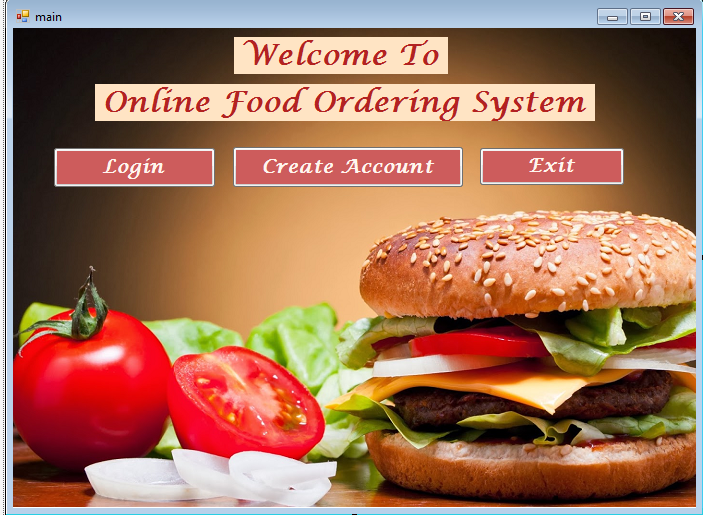 main
Welcome To
Online Food Ordering System
Login
Create Account
Exit